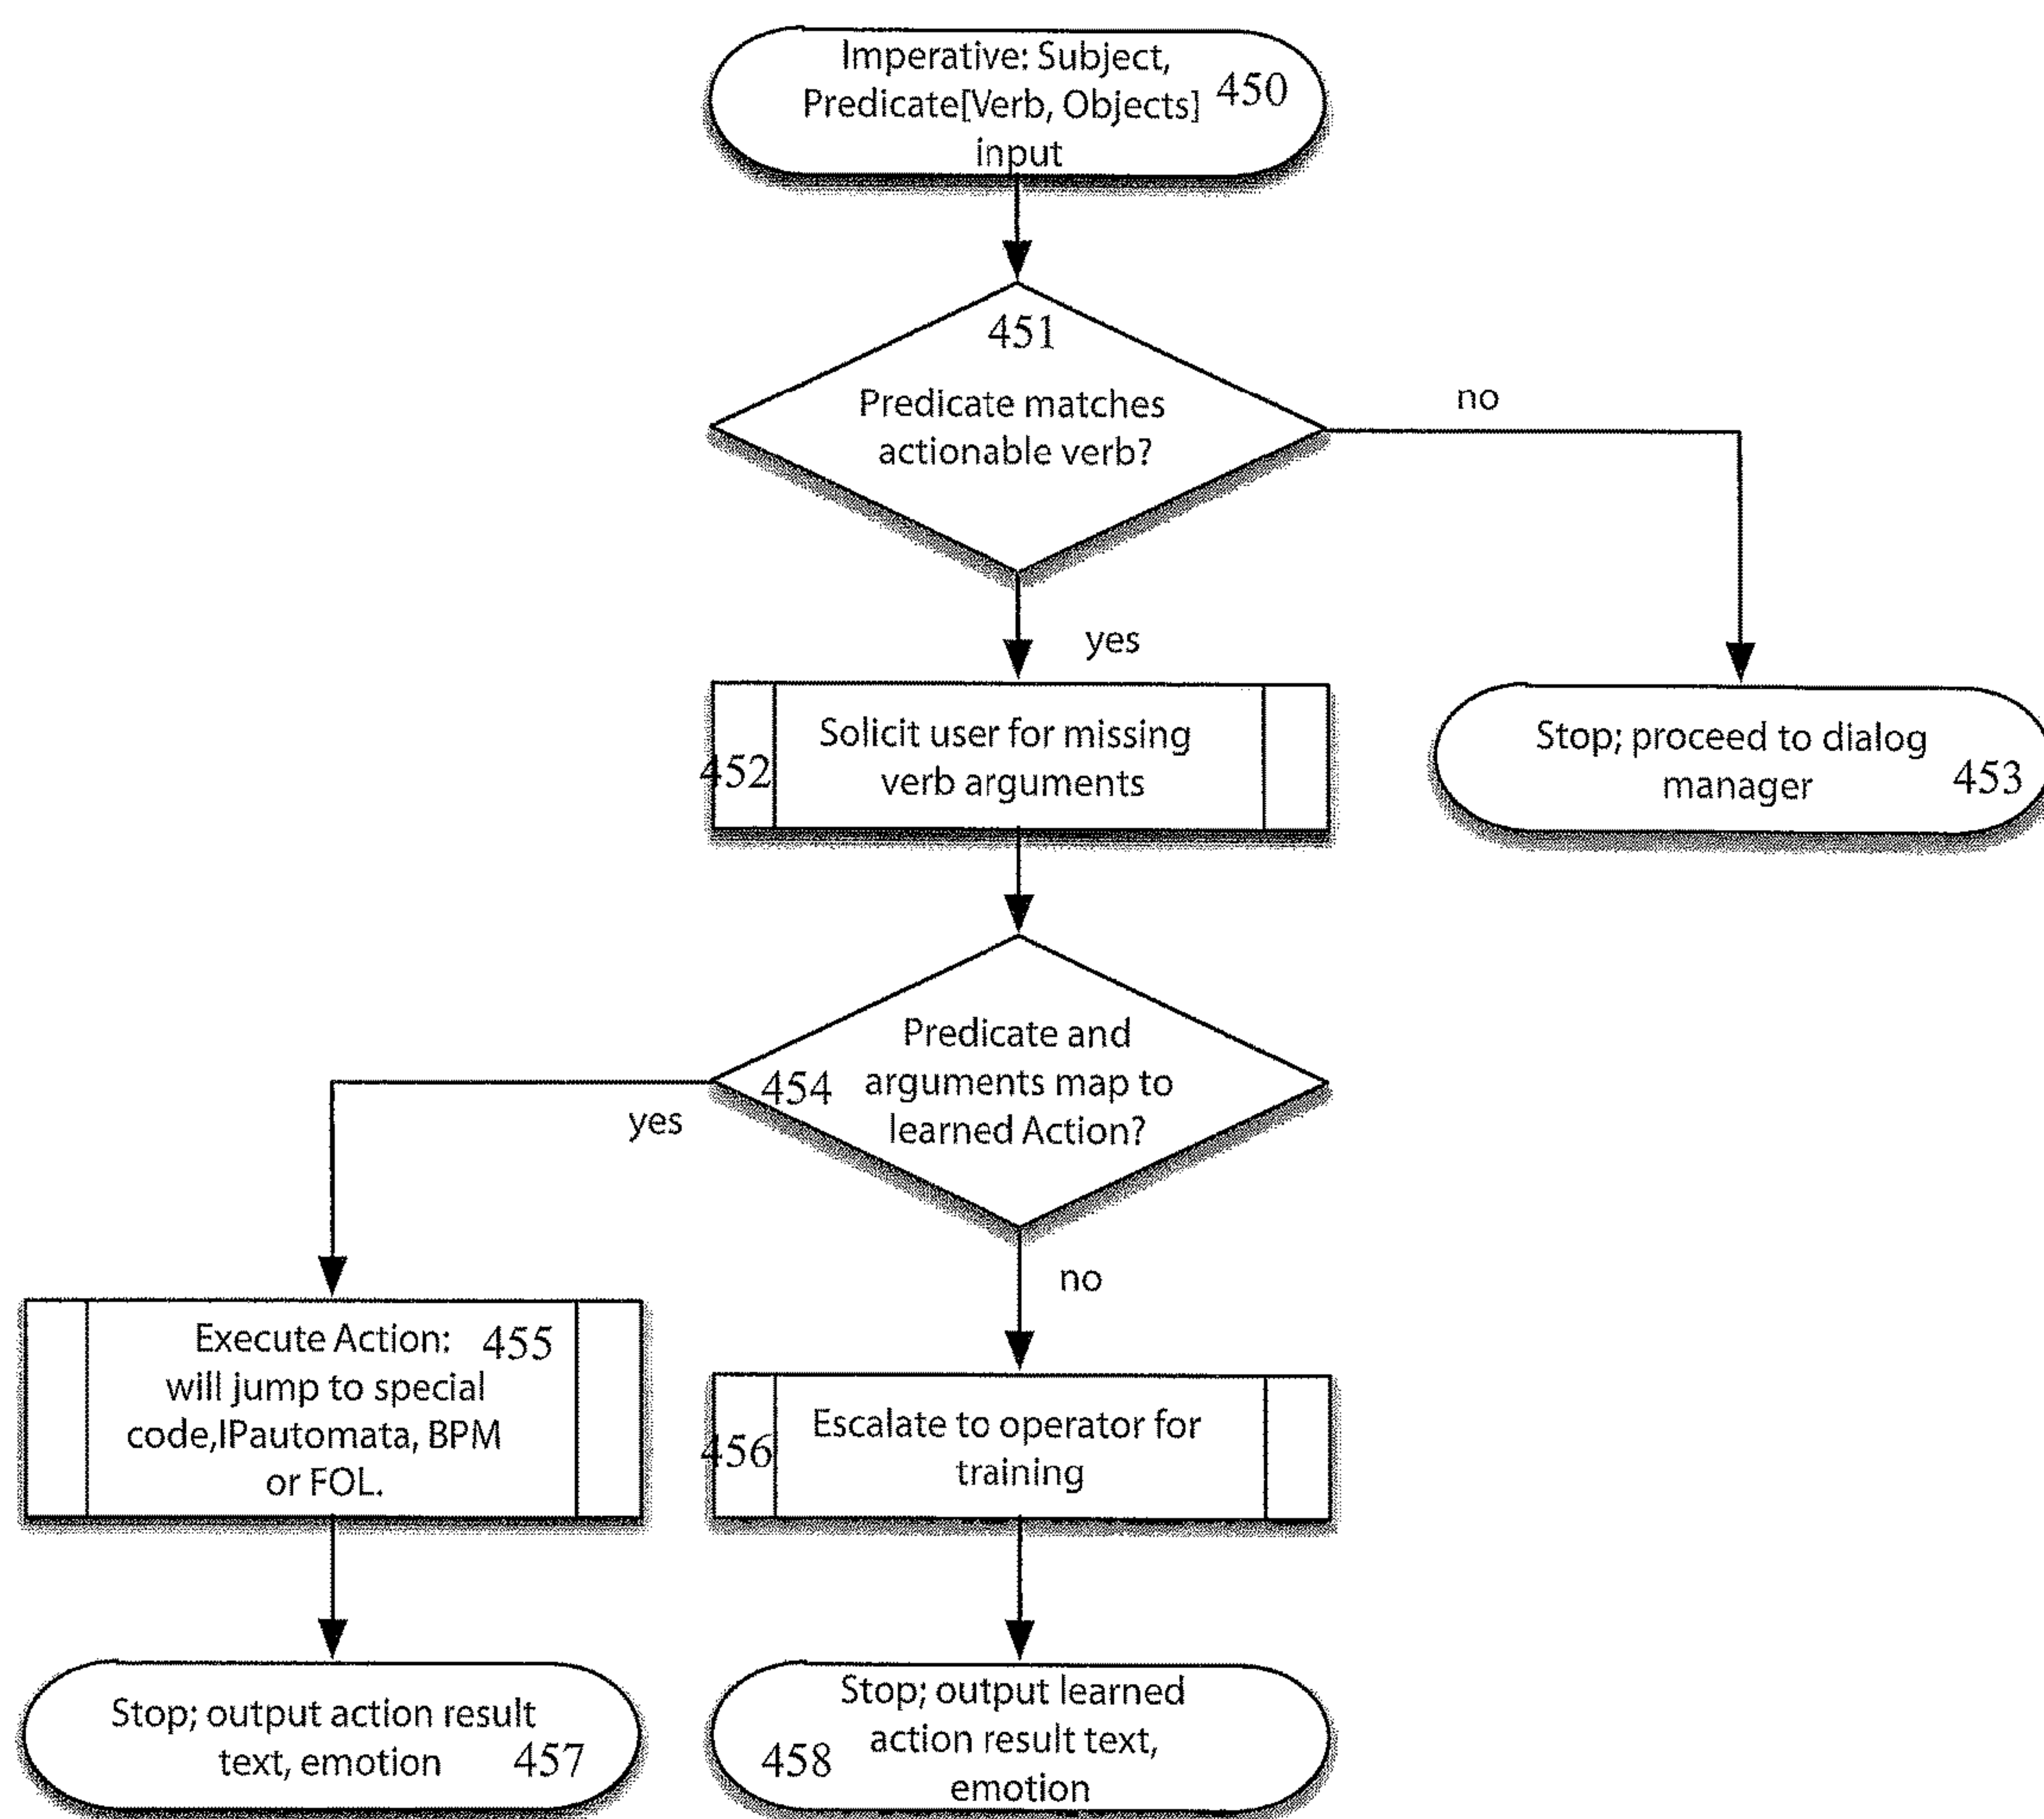 Imperative: Subject,
Predicate[Verb, Objects] 450
input
451
Predicate matches
actionable verb?
no
yes
Solicit user for missing
452 verb arguments
Stop; proceed to dialog
manager 453
Predicate and
454 arguments map to
learned Action?
yes
no
Execute Action: 455
will jump to special
code,IPautomata, BPM
or FOL.
Escalate to operator for
456 training
Stop; output action result
text, emotion 457
Stop; output learned
458 action result text,
emotion